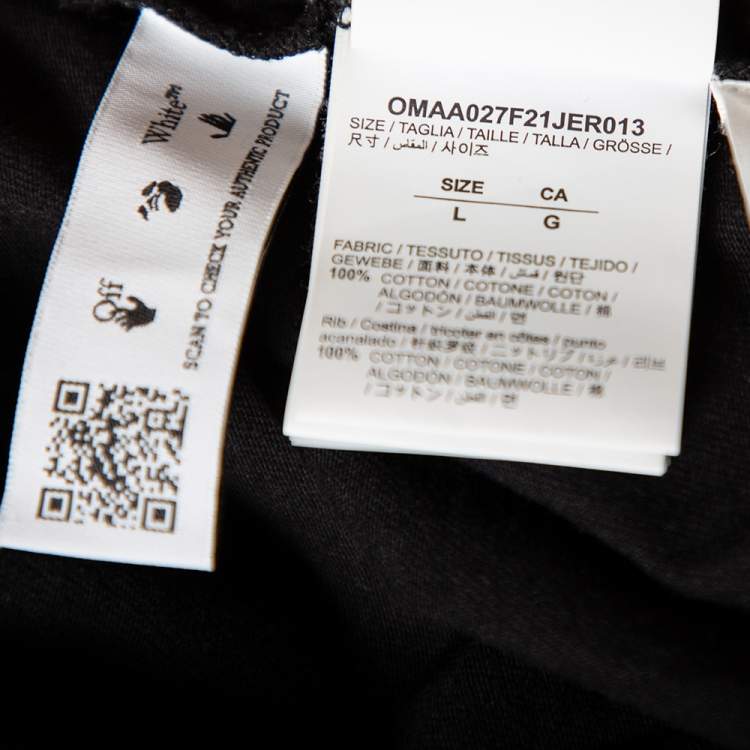 Off
White™
SCAN TO CHECK YOUR AUTHENTIC PRODUCT
OMAA027F21JER013
SIZE / TAGLIA / TAILLE / TALLA / GRÖSSE /
尺寸 / المقاس / 사이즈
SIZE CA
L G
FABRIC / TESSUTO / TISSUS / TEJIDO /
GEWEBE / 面料 / 本体 / قماش / 원단
100% COTTON / COTONE / COTON /
ALGODÓN / BAUMWOLLE / 棉
/ コットン / القطن / 면
Rib / Costina / tricoter en côtes / punto
acanalado / 针织罗纹 / ニットリブ / / 리브
100% COTTON / COTONE / COTON /
ALGODÓN / BAUMWOLLE / 棉
/ コットン / القطن / 면